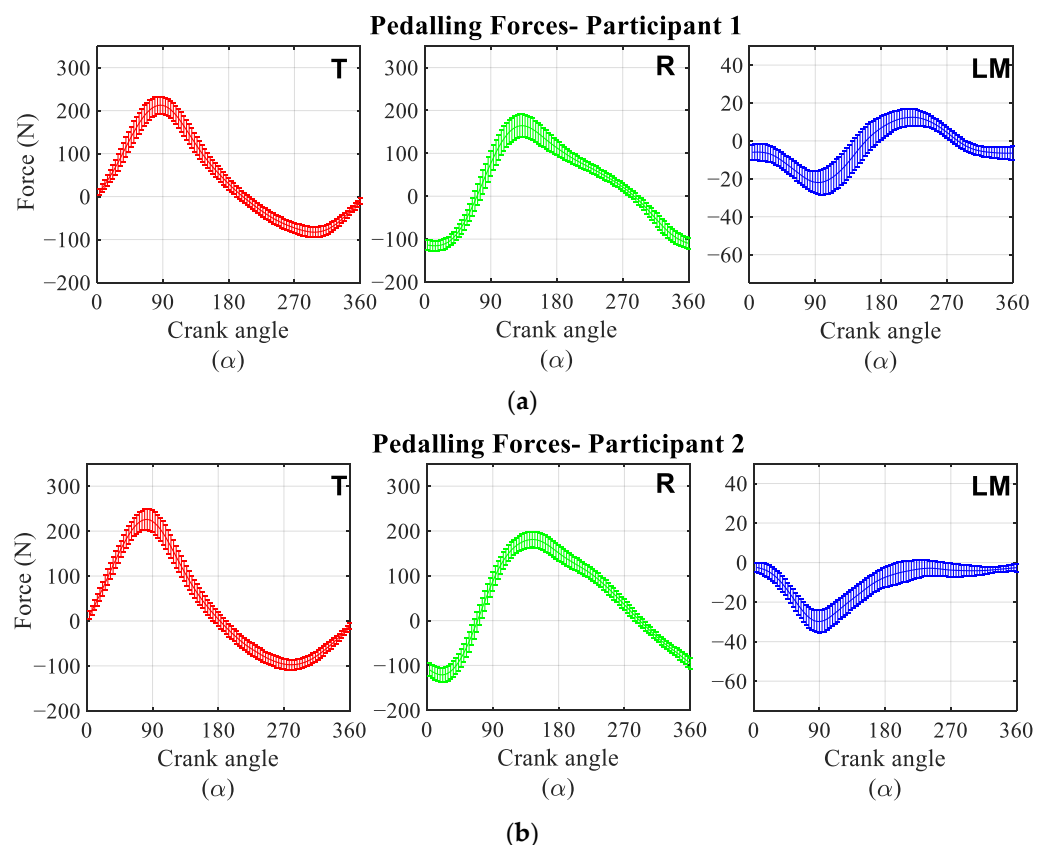 Pedalling Forces- Participant 1
T R LM
Force (N)
300 300 40
200 200 20
100 100 0
0 0 −20
−100 −100 −40
−200 −200 −60
0 90 180 270 360 0 90 180 270 360 0 90 180 270 360
Crank angle Crank angle Crank angle
(α) (α) (α)
(a)
Pedalling Forces- Participant 2
T R LM
Force (N)
300 300 40
200 200 20
100 100 0
0 0 −20
−100 −100 −40
−200 −200 −60
0 90 180 270 360 0 90 180 270 360 0 90 180 270 360
Crank angle Crank angle Crank angle
(α) (α) (α)
(b)